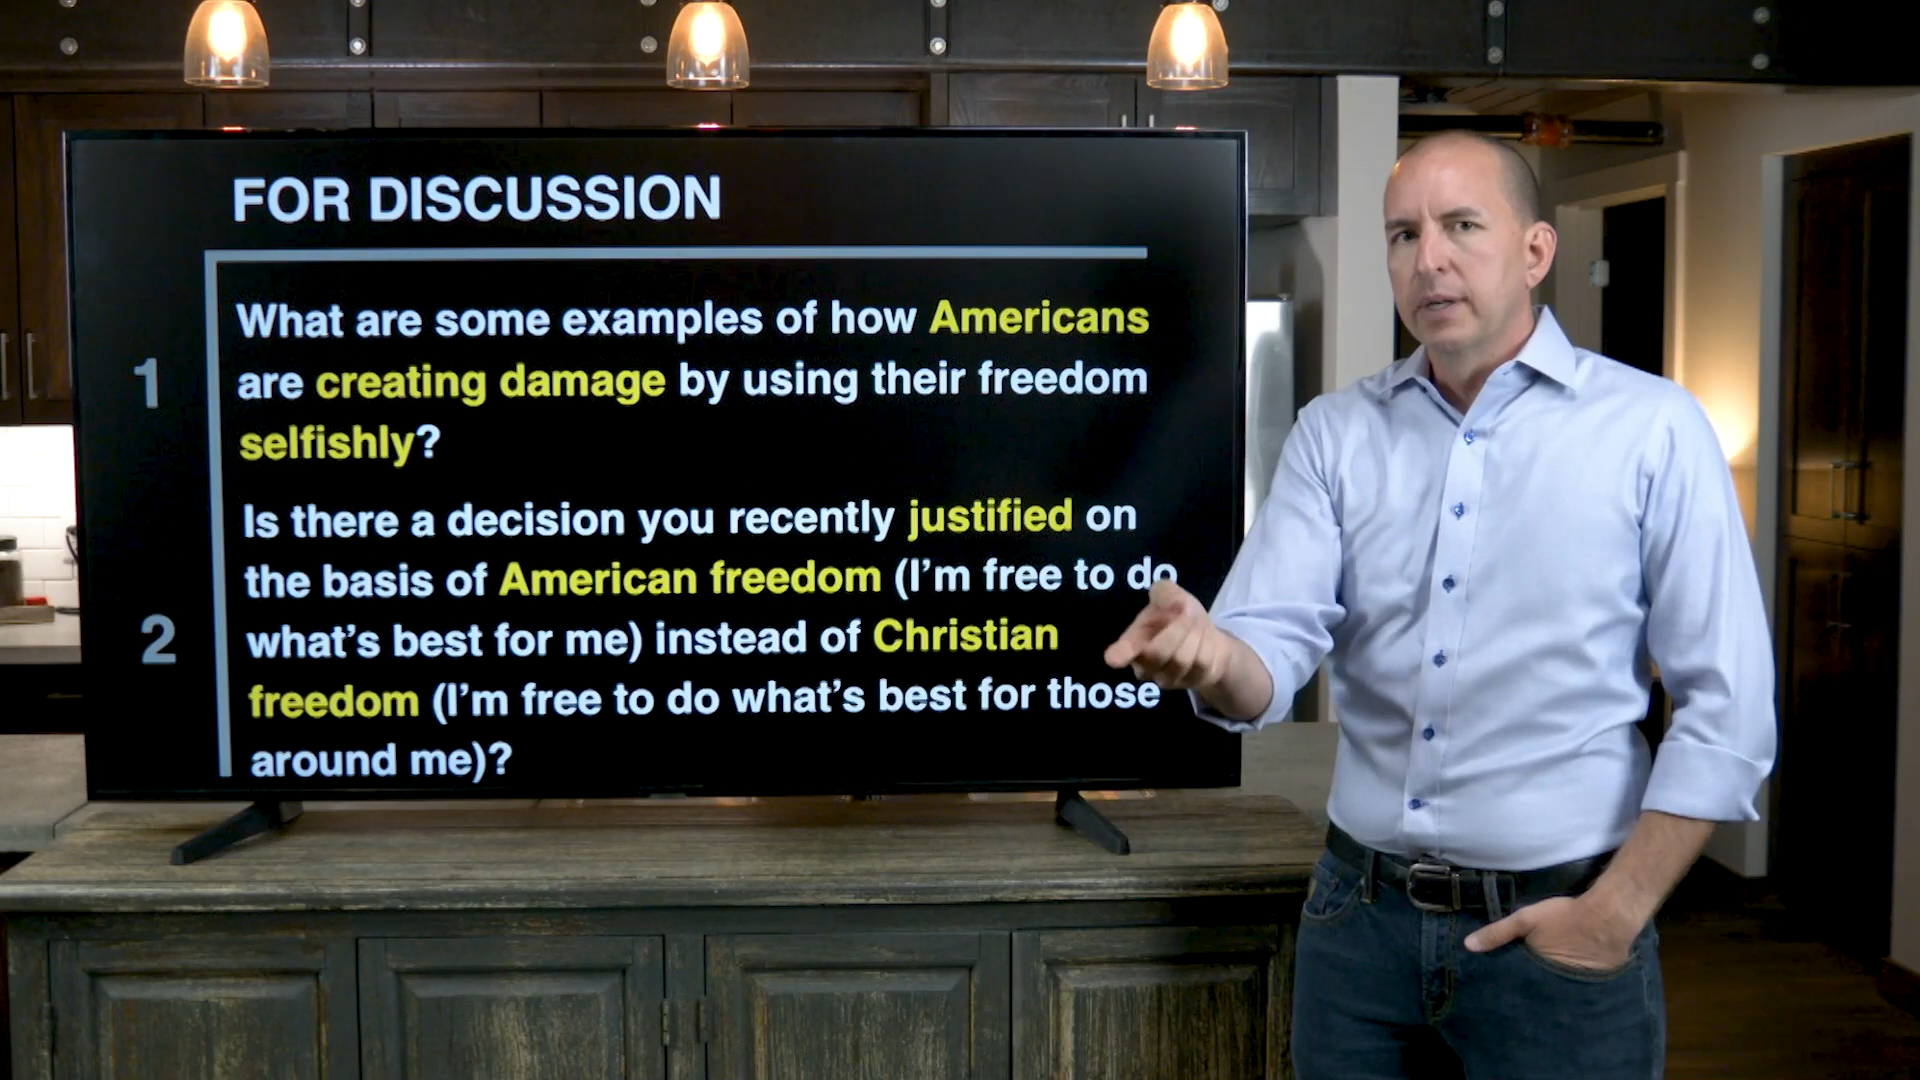 FOR DISCUSSION
1
What are some examples of how Americans
are creating damage by using their freedom
selfishly?
2
Is there a decision you recently justified on
the basis of American freedom (I'm free to do
what's best for me) instead of Christian
freedom (I'm free to do what's best for those
around me)?